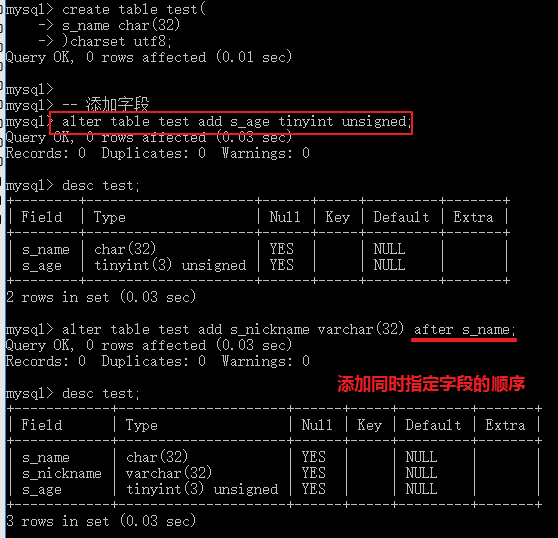 mysql> create table test(
    -> s_name char(32)
    -> )charset utf8;
Query OK, 0 rows affected (0.01 sec)
mysql>
mysql> -- 添加字段
mysql> alter table test add s_age tinyint unsigned;
Query OK, 0 rows affected (0.03 sec)
Records: 0  Duplicates: 0  Warnings: 0
mysql> desc test;
+--------+---------------------+------+-----+---------+-------+
| Field  | Type                | Null | Key | Default | Extra |
+--------+---------------------+------+-----+---------+-------+
| s_name | char(32)            | YES  |     | NULL    |       |
| s_age  | tinyint(3) unsigned | YES  |     | NULL    |       |
+--------+---------------------+------+-----+---------+-------+
2 rows in set (0.03 sec)
mysql> alter table test add s_nickname varchar(32) after s_name;
Query OK, 0 rows affected (0.03 sec)
Records: 0  Duplicates: 0  Warnings: 0
添加同时指定字段的顺序
mysql> desc test;
+------------+---------------------+------+-----+---------+-------+
| Field      | Type                | Null | Key | Default | Extra |
+------------+---------------------+------+-----+---------+-------+
| s_name     | char(32)            | YES  |     | NULL    |       |
| s_nickname | varchar(32)         | YES  |     | NULL    |       |
| s_age      | tinyint(3) unsigned | YES  |     | NULL    |       |
+------------+---------------------+------+-----+---------+-------+
3 rows in set (0.03 sec)